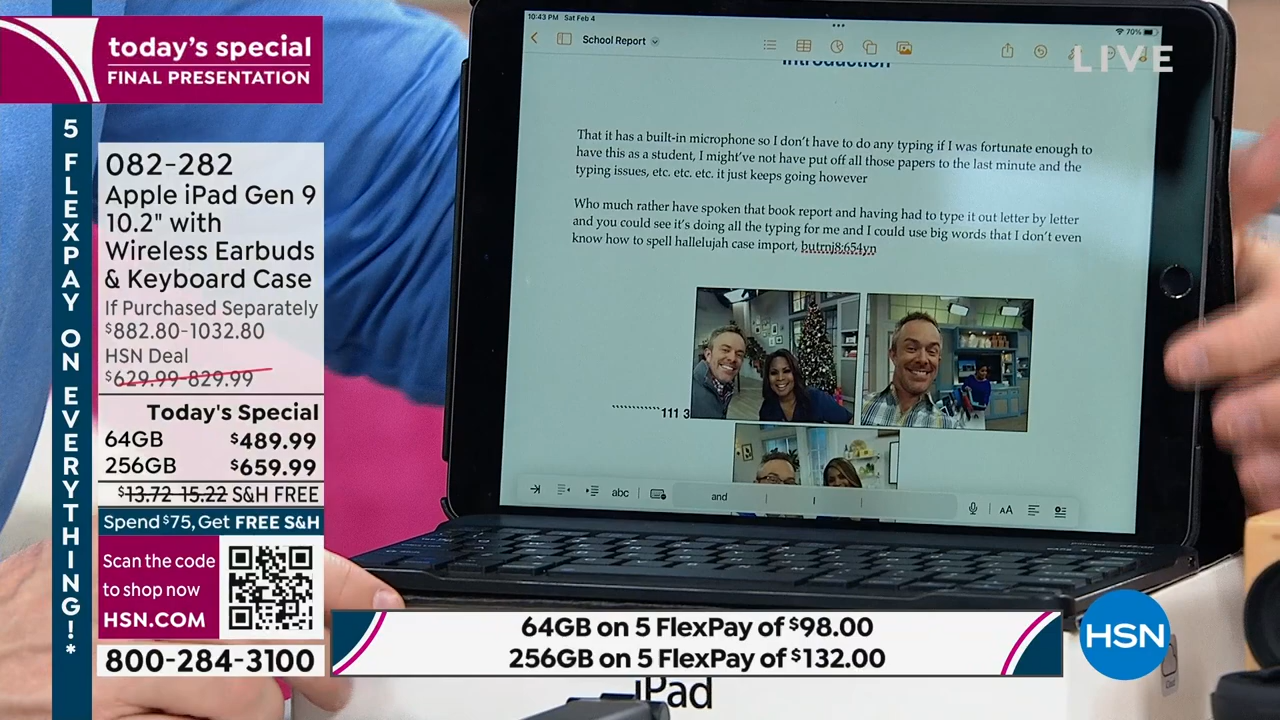 today's special
FINAL PRESENTATION
5 FLEXPAY ON EVERYTHING!*
082-282
Apple iPad Gen 9
10.2" with
Wireless Earbuds
& Keyboard Case
If Purchased Separately
$882.80-1032.80
HSN Deal
$629.99-829.99
Today's Special
64GB $489.99
256GB $659.99
$13.72-15.22 S&H FREE
Spend $75, Get FREE S&H
Scan the code
to shop now
HSN.COM
800-284-3100
10:43 PM Sat Feb 4
70%
School Report
LIVE
Introduction
That it has a built-in microphone so I don't have to do any typing if I was fortunate enough to
have this as a student, I might've not have put off all those papers to the last minute and the
typing issues, etc. etc. etc. it just keeps going however
Who much rather have spoken that book report and having had to type it out letter by letter
and you could see it's doing all the typing for me and I could use big words that I don't even
know how to spell hallelujah case import, butrnj8;654yn
111 3
abc
and
I
AA
64GB on 5 FlexPay of $98.00
256GB on 5 FlexPay of $132.00
HSN
iPad